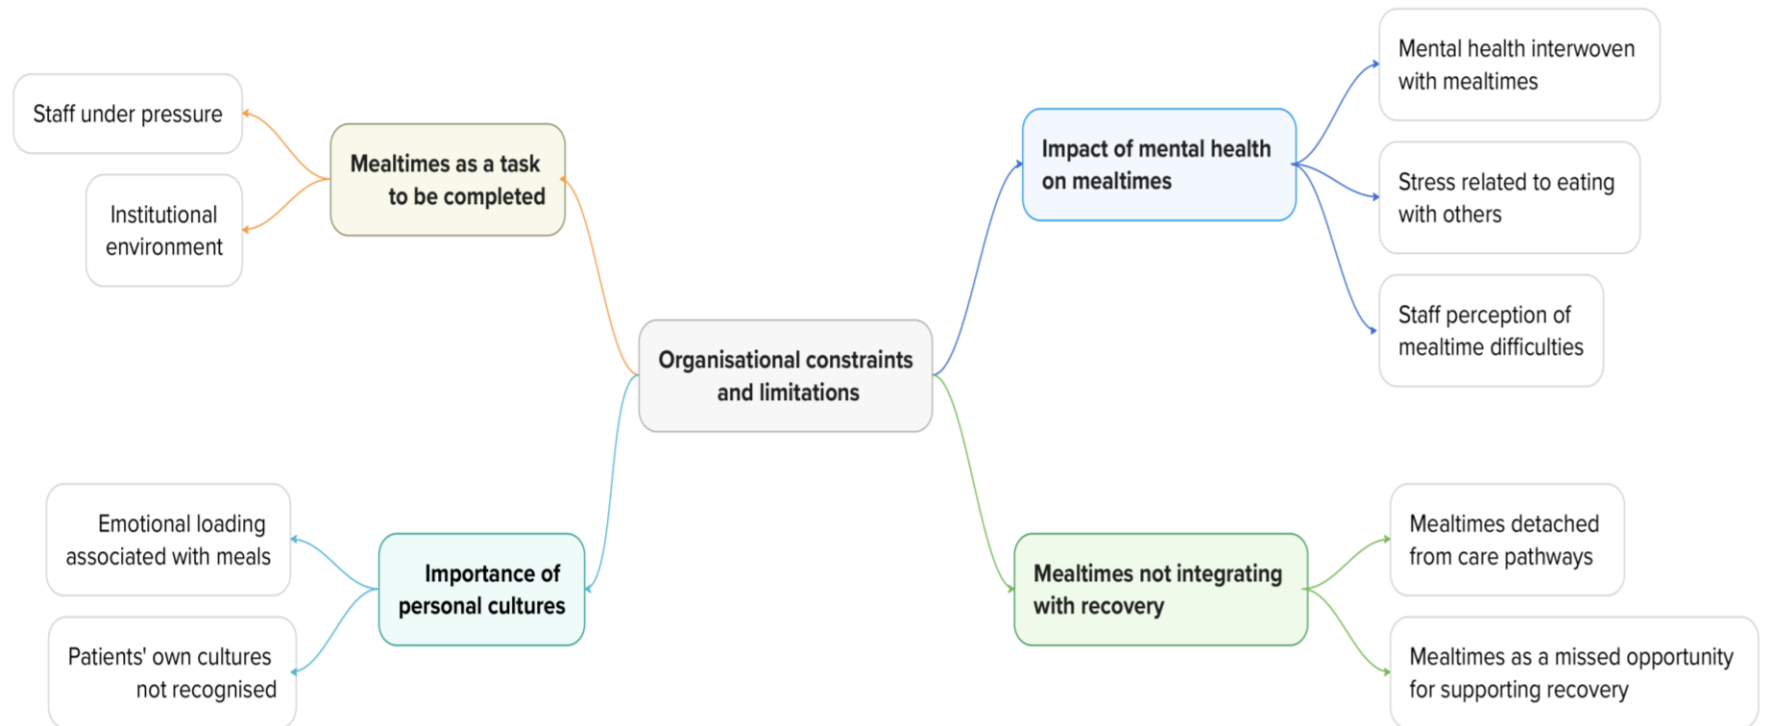 Staff under pressure
Institutional
environment
Mealtimes as a task
to be completed
Organisational constraints
and limitations
Emotional loading
associated with meals
Patients' own cultures
not recognised
Importance of
personal cultures
Impact of mental health
on mealtimes
Mental health interwoven
with mealtimes
Stress related to eating
with others
Staff perception of
mealtime difficulties
Mealtimes not integrating
with recovery
Mealtimes detached
from care pathways
Mealtimes as a missed opportunity
for supporting recovery